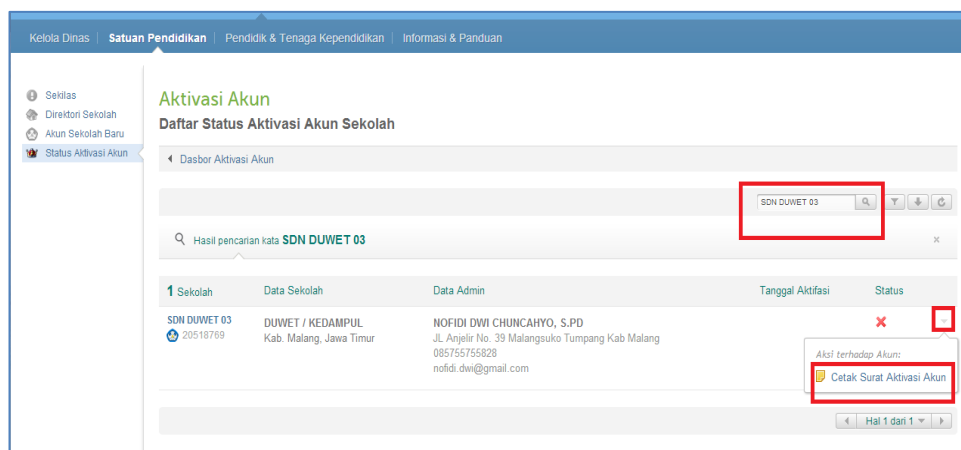 Kelola Dinas | Satuan Pendidikan | Pendidik & Tenaga Kependidikan | Informasi & Panduan
Sekilas
Direktori Sekolah
Akun Sekolah Baru
Status Aktivasi Akun
Aktivasi Akun
Daftar Status Aktivasi Akun Sekolah
Dasbor Aktivasi Akun
SDN DUWET 03
Hasil pencarian kata SDN DUWET 03
1 Sekolah Data Sekolah Data Admin Tanggal Aktifasi Status
SDN DUWET 03 DUWET / KEDAMPUL NOFIDI DWI CHUNCAHYO, S.PD
20518769 Kab. Malang, Jawa Timur JL Anjelir No. 39 Malangsuko Tumpang Kab Malang
085755755828
nofidi.dwi@gmail.com
Aksi terhadap Akun:
Cetak Surat Aktivasi Akun
Hal 1 dari 1